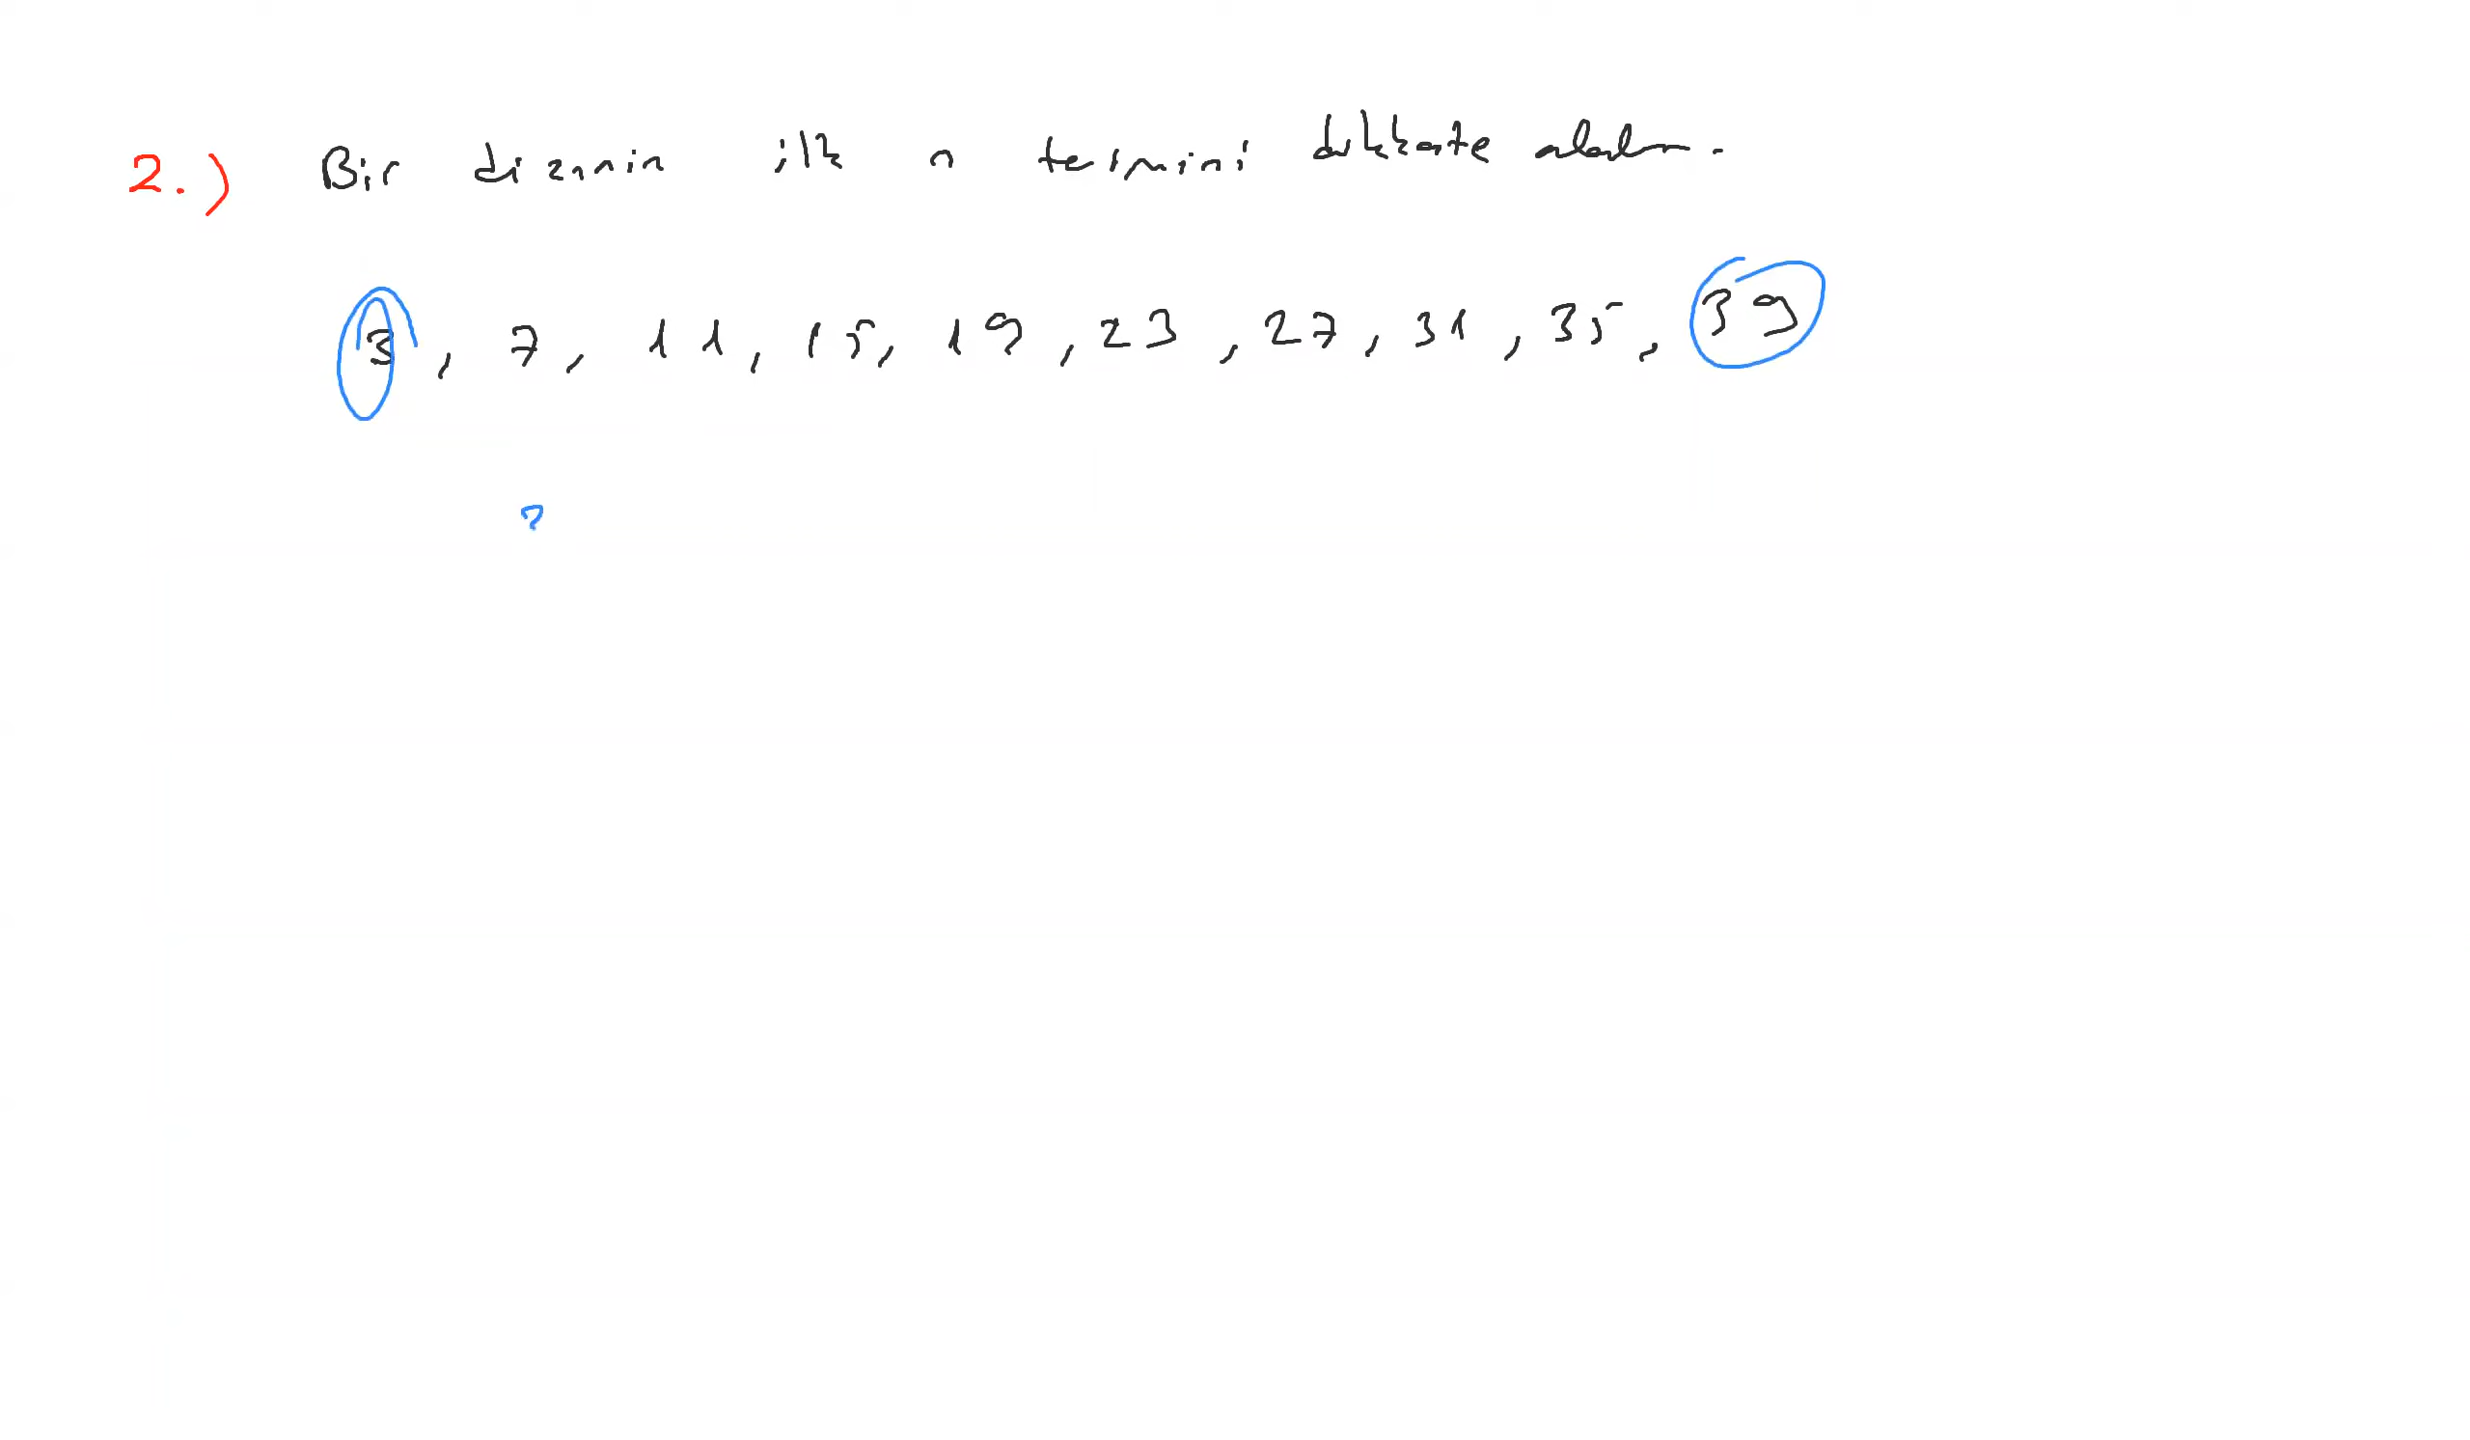 2.) Bir dizinin ilk n terimini dikkate alalım.
3, 7, 11, 15, 19, 23, 27, 31, 35, 39
?